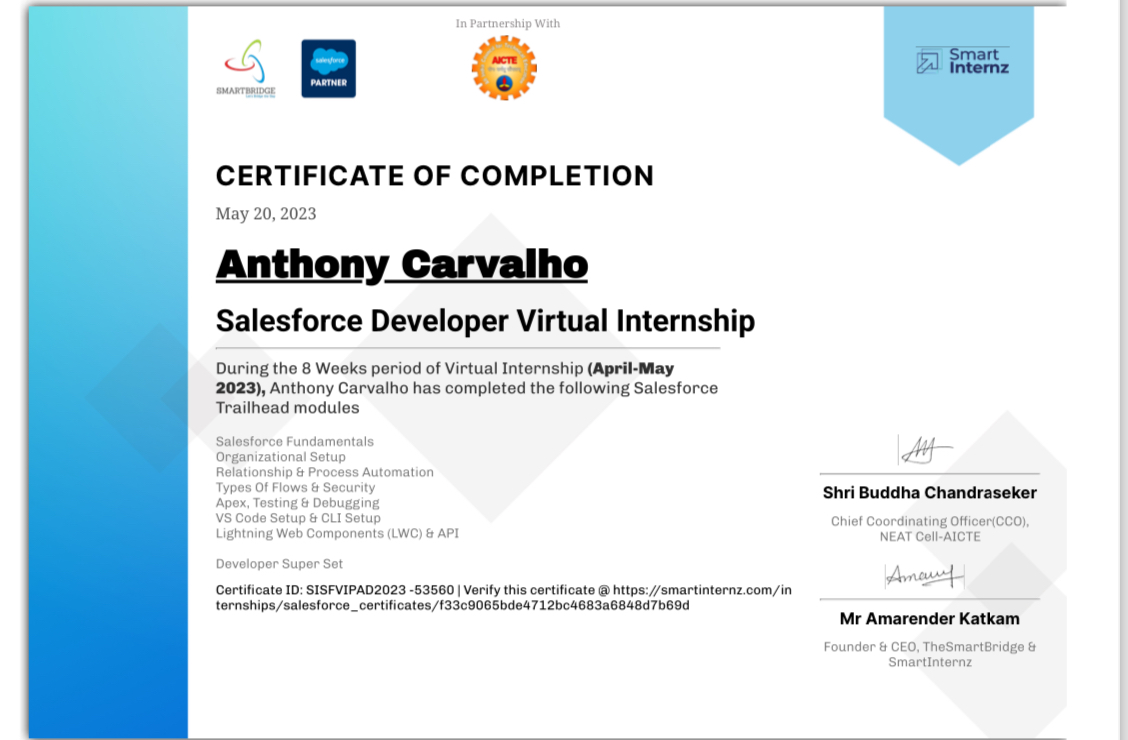 In Partnership With
SMARTBRIDGE
salesforce
PARTNER
AICTE
Smart
Internz
CERTIFICATE OF COMPLETION
May 20, 2023
Anthony Carvalho
Salesforce Developer Virtual Internship
During the 8 Weeks period of Virtual Internship (April-May
2023), Anthony Carvalho has completed the following Salesforce
Trailhead modules
Salesforce Fundamentals
Organizational Setup
Relationship & Process Automation
Types Of Flows & Security
Apex, Testing & Debugging
VS Code Setup & CLI Setup
Lightning Web Components (LWC) & API
Developer Super Set
Certificate ID: SISFVIPAD2023 -53560 | Verify this certificate @ https://smartinternz.com/in
ternships/salesforce_certificates/f33c9065bde4712bc4683a6848d7b69d
Shri Buddha Chandraseker
Chief Coordinating Officer(CCO),
NEAT Cell-AICTE
Mr Amarender Katkam
Founder & CEO, TheSmartBridge &
SmartInternz